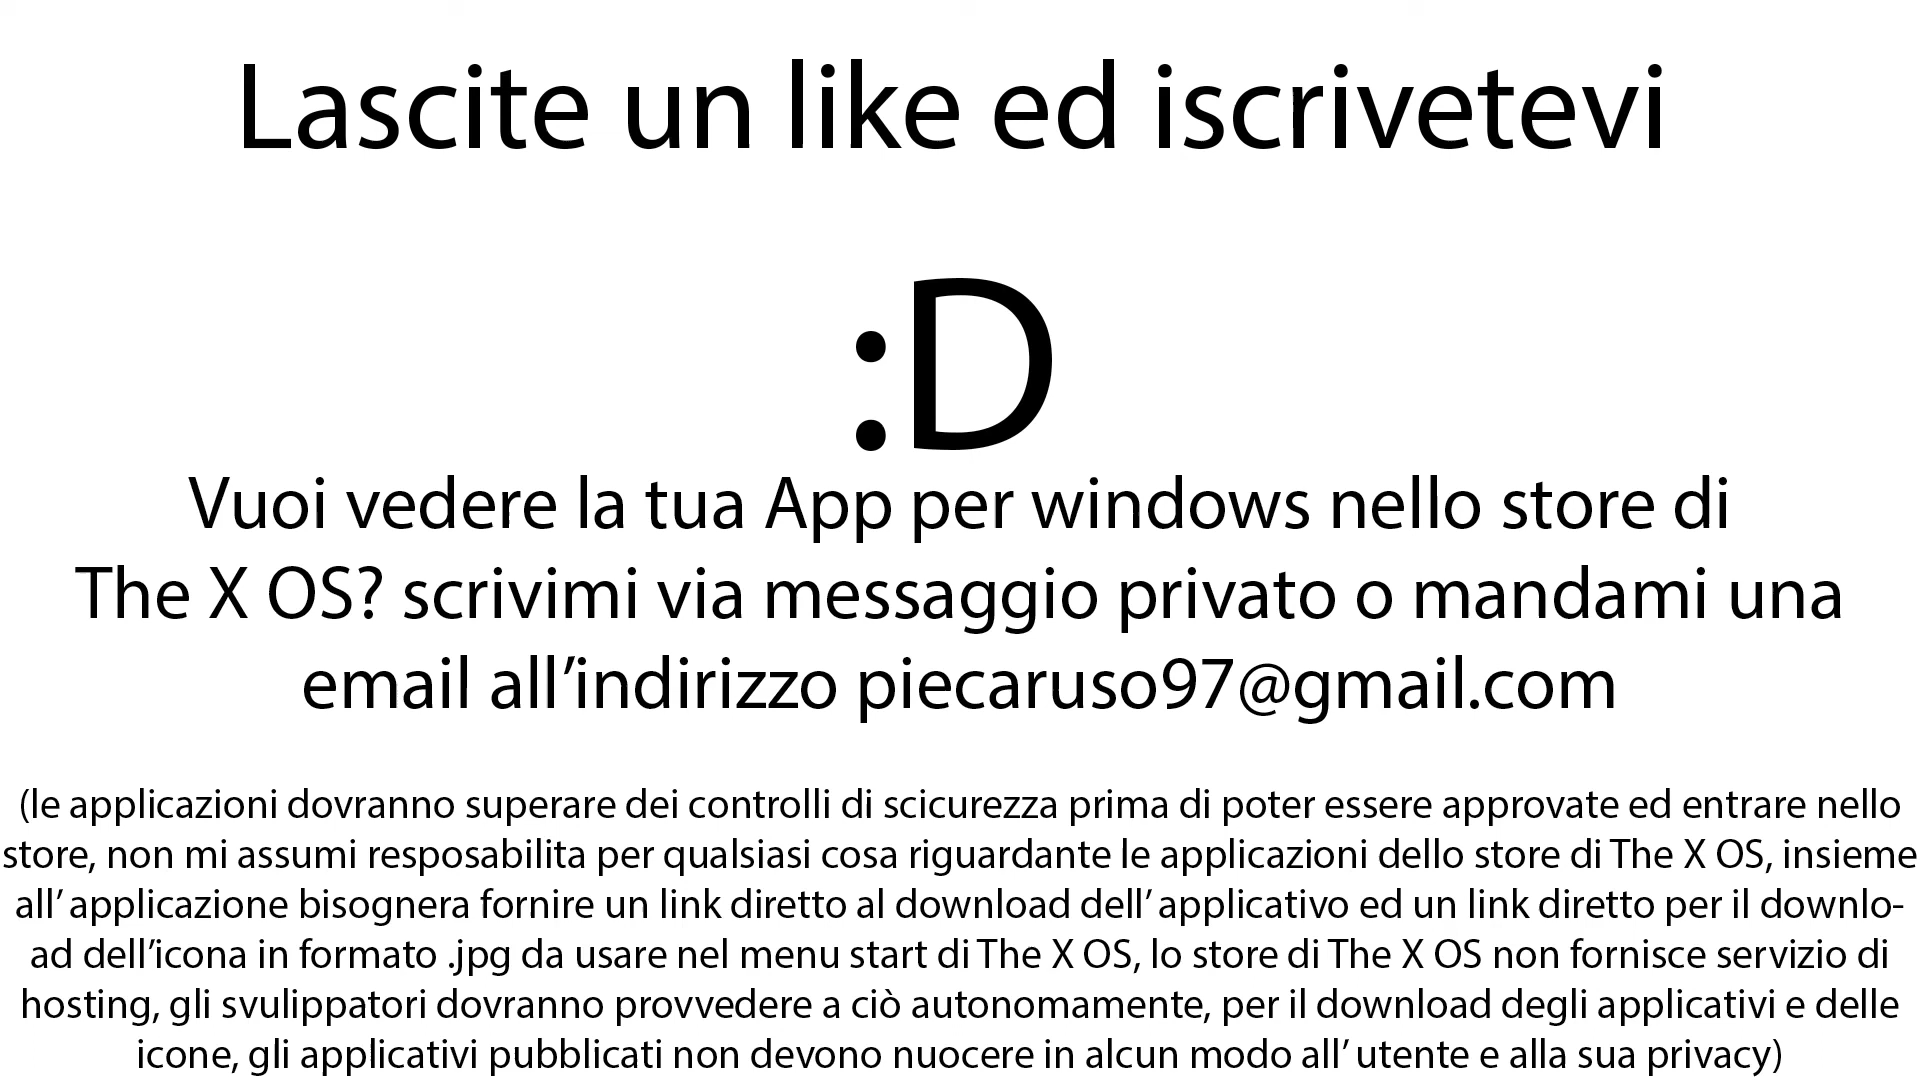 Lascite un like ed iscrivetevi
:D
Vuoi vedere la tua App per windows nello store di
The X OS? scrivimi via messaggio privato o mandami una
email all’indirizzo piecaruso97@gmail.com
(le applicazioni dovranno superare dei controlli di scicurezza prima di poter essere approvate ed entrare nello
store, non mi assumi resposabilita per qualsiasi cosa riguardante le applicazioni dello store di The X OS, insieme
all’ applicazione bisognera fornire un link diretto al download dell’ applicativo ed un link diretto per il downlo-
ad dell’icona in formato .jpg da usare nel menu start di The X OS, lo store di The X OS non fornisce servizio di
hosting, gli svulippatori dovranno provvedere a ciò autonomamente, per il download degli applicativi e delle
icone, gli applicativi pubblicati non devono nuocere in alcun modo all’ utente e alla sua privacy)